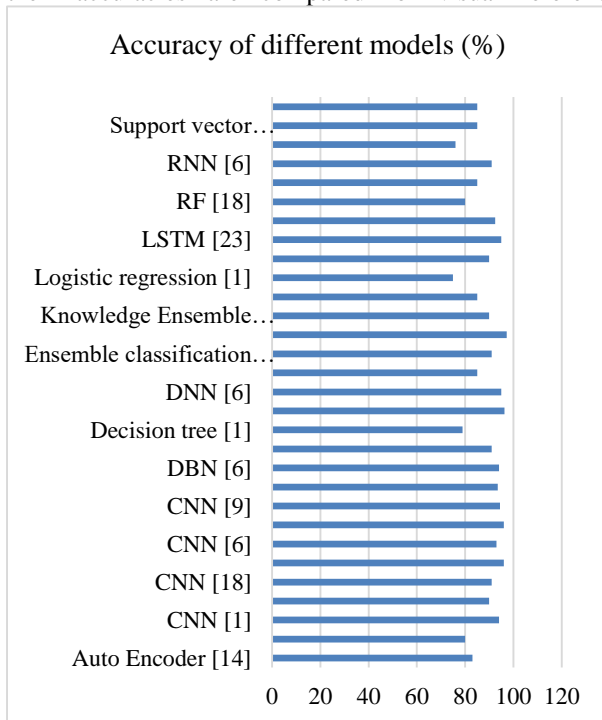 Accuracy of different models (%)
Support vector…
RNN [6]
RF [18]
LSTM [23]
Logistic regression [1]
Knowledge Ensemble…
Ensemble classification…
DNN [6]
Decision tree [1]
DBN [6]
CNN [9]
CNN [6]
CNN [18]
CNN [1]
Auto Encoder [14]
0 20 40 60 80 100 120